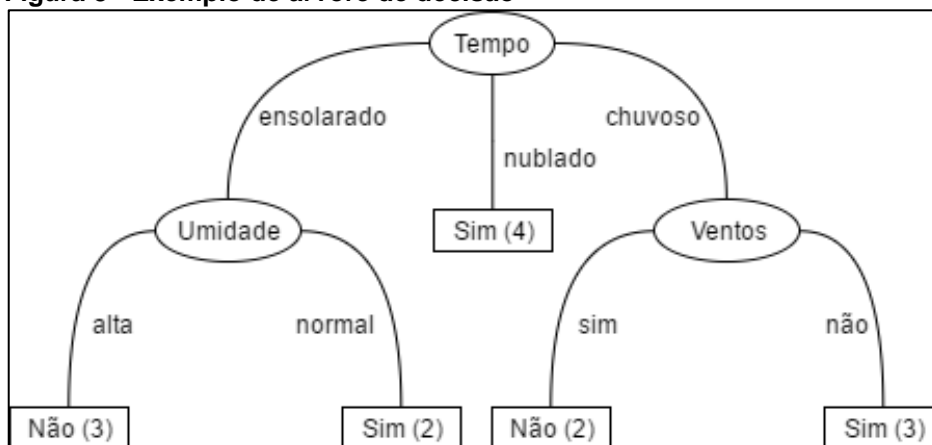 Tempo
ensolarado
chuvoso
nublado
Umidade
Sim (4)
Ventos
alta
normal
sim
não
Não (3)
Sim (2)
Não (2)
Sim (3)